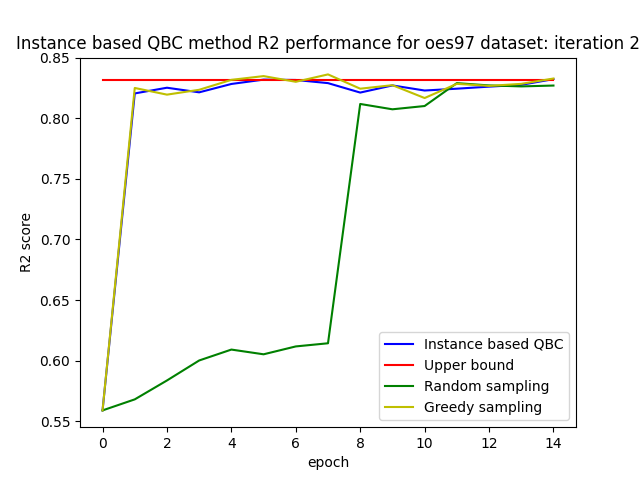 Instance based QBC method R2 performance for oes97 dataset: iteration 2
0.85
0.80
0.75
0.70
0.65
0.60
0.55
R2 score
Instance based QBC
Upper bound
Random sampling
Greedy sampling
0 2 4 6 8 10 12 14
epoch